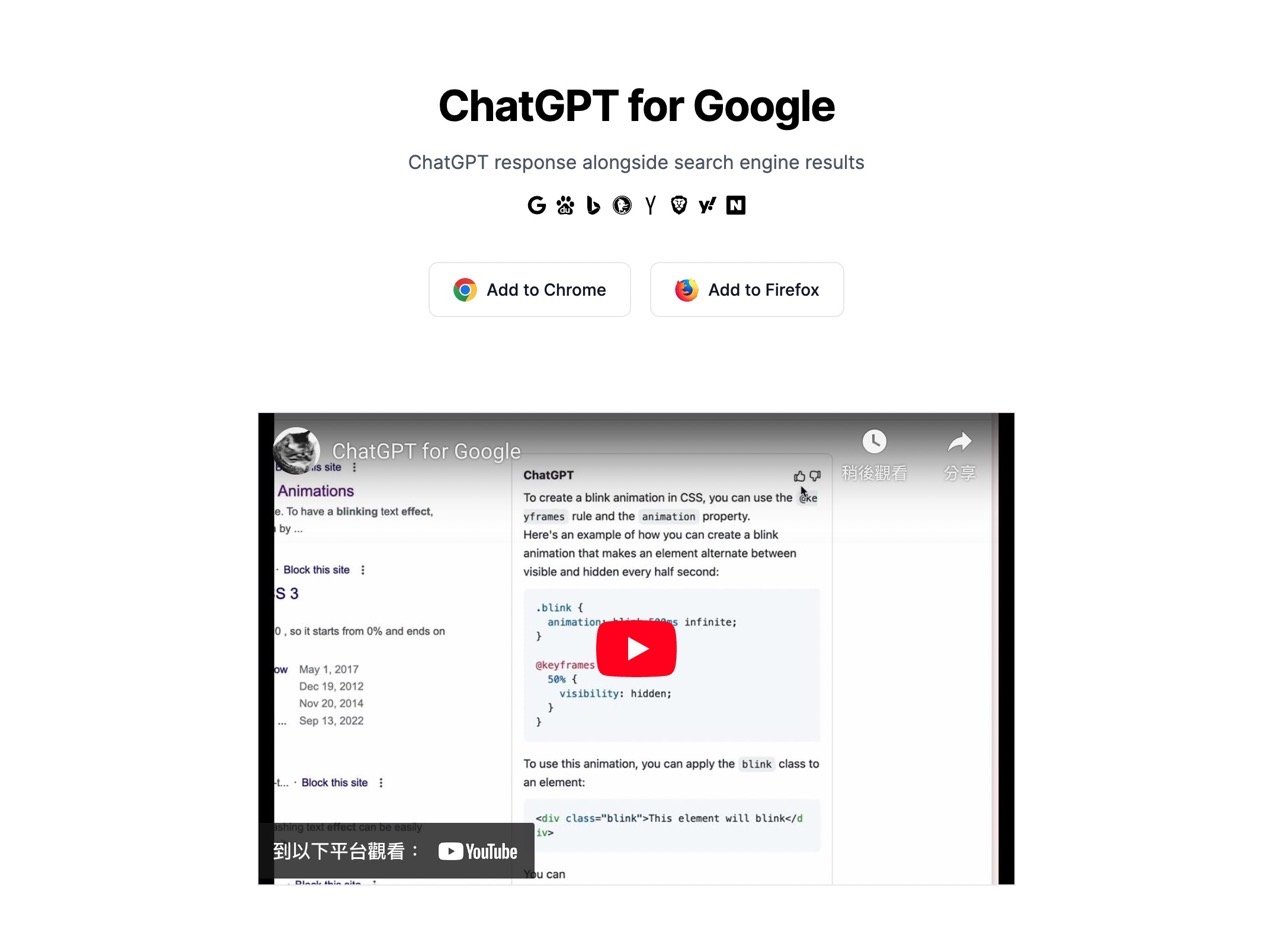 ChatGPT for Google
ChatGPT response alongside search engine results
Add to Chrome
Add to Firefox
ChatGPT for Google
稍後觀看
分享
is site
Animations
e. To have a blinking text effect,
by ...
· Block this site
S 3
0 , so it starts from 0% and ends on
ow May 1, 2017
Dec 19, 2012
Nov 20, 2014
... Sep 13, 2022
-t... · Block this site
ashing text effect can be easily
到以下平台觀看：
YouTube
Block this site
ChatGPT
To create a blink animation in CSS, you can use the @ke
yframes rule and the animation property.
Here's an example of how you can create a blink
animation that makes an element alternate between
visible and hidden every half second:
.blink {
animation: blink 500ms infinite;
}
@keyframes
50% {
visibility: hidden;
}
}
To use this animation, you can apply the blink class to
an element:
<div class="blink">This element will blink</d
iv>
You can